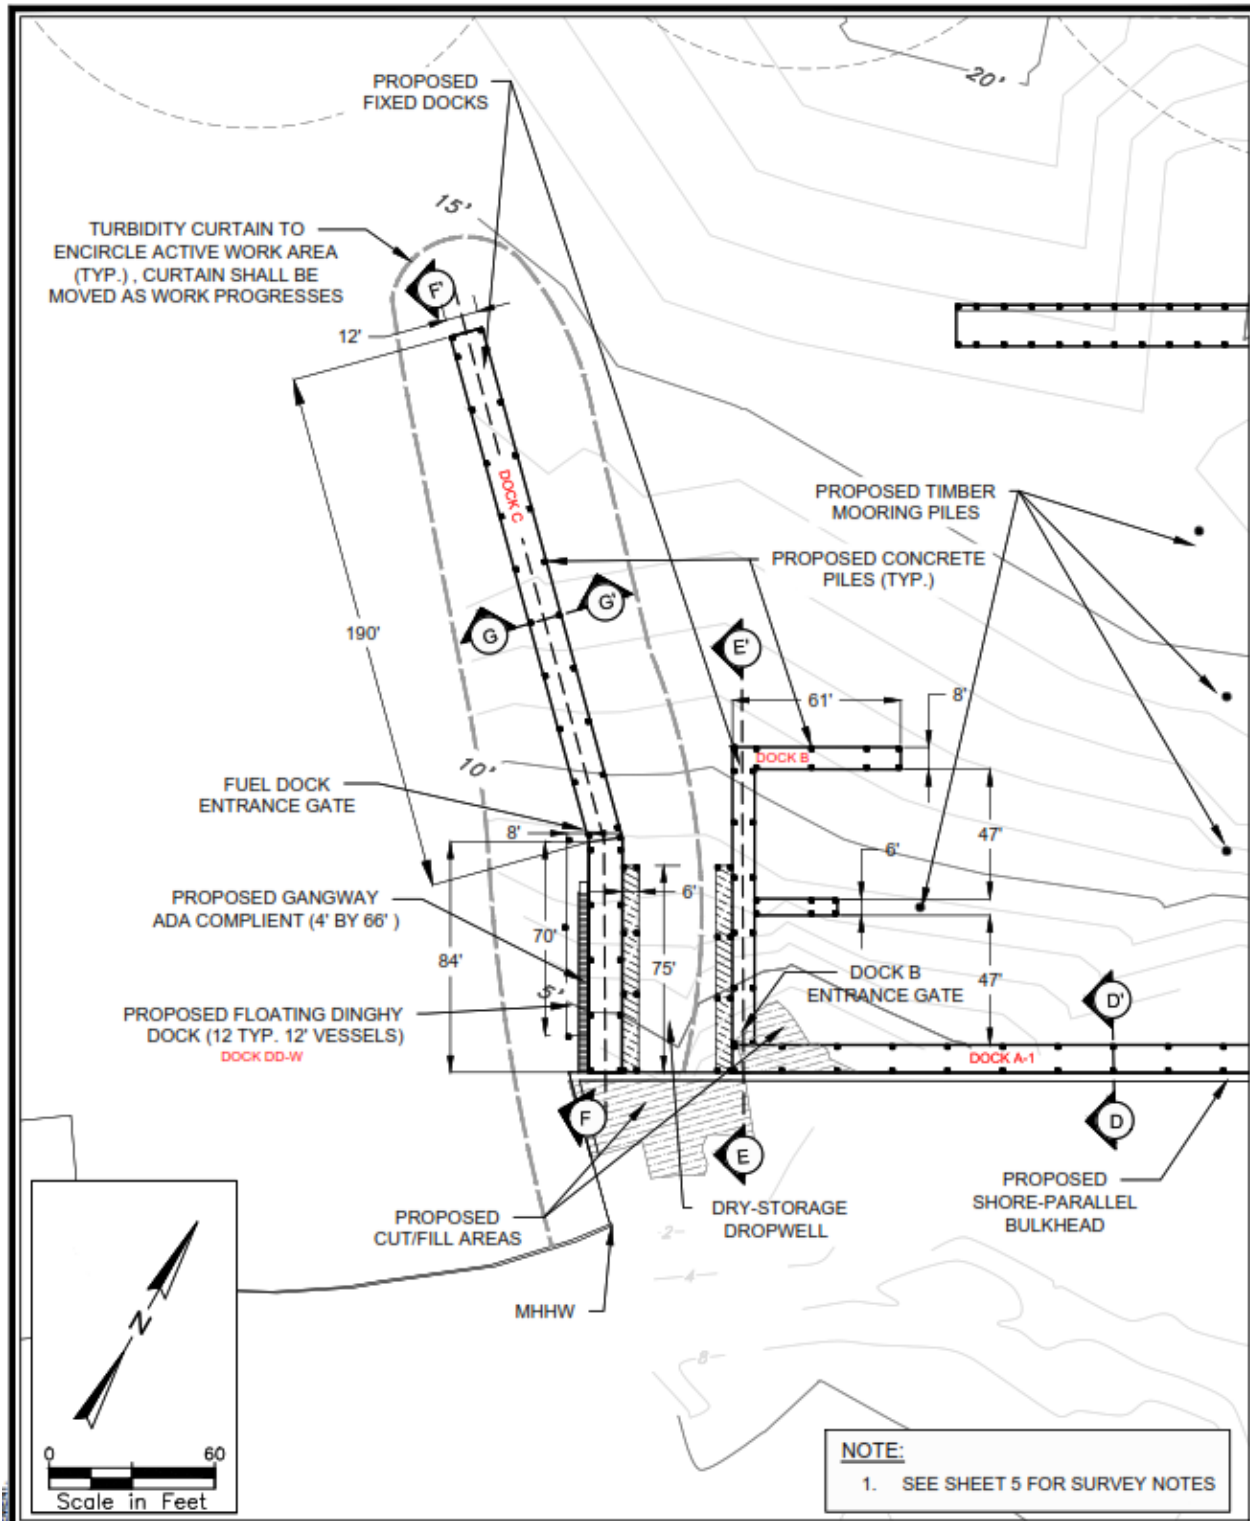 20'
PROPOSED
FIXED DOCKS
15'
TURBIDITY CURTAIN TO
ENCIRCLE ACTIVE WORK AREA
(TYP.) , CURTAIN SHALL BE
MOVED AS WORK PROGRESSES
F'
12'
DOCK C
PROPOSED TIMBER
MOORING PILES
PROPOSED CONCRETE
PILES (TYP.)
G
G'
190'
E'
61'
8'
DOCK B
10'
FUEL DOCK
ENTRANCE GATE
8'
47'
6'
PROPOSED GANGWAY
ADA COMPLIENT (4' BY 66' )
6'
70'
84'
75'
47'
5'
DOCK B
ENTRANCE GATE
D'
PROPOSED FLOATING DINGHY
DOCK (12 TYP. 12' VESSELS)
DOCK DD-W
DOCK A-1
F
D
E
PROPOSED
SHORE-PARALLEL
BULKHEAD
DRY-STORAGE
DROPWELL
PROPOSED
CUT/FILL AREAS
2
4
MHHW
8
N
0 60
Scale in Feet
NOTE:
1. SEE SHEET 5 FOR SURVEY NOTES